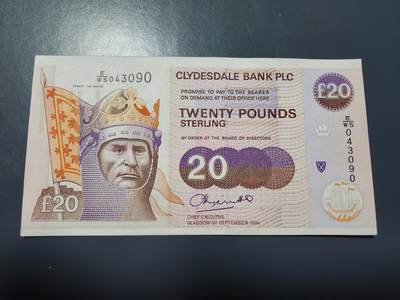 E/WS 043090
CLYDESDALE BANK PLC
£20
ROBERT THE BRUCE
PROMISE TO PAY TO THE BEARER
ON DEMAND AT THEIR OFFICE HERE
TWENTY POUNDS
STERLING
BY ORDER OF THE BOARD OF DIRECTORS
E/WS 043090
20
£20
CHIEF EXECUTIVE
GLASGOW 1st SEPTEMBER 1994